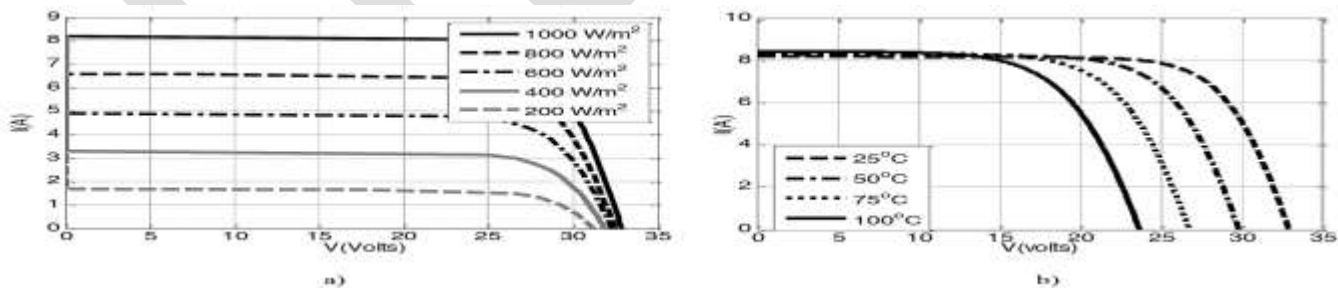 9
8
7
6
5
4
3
2
1
0
I(A)
0 5 10 15 20 25 30 35
V(Volts)
1000 W/m²
800 W/m²
600 W/m²
400 W/m²
200 W/m²
a)
10
8
6
4
2
0
I(A)
0 5 10 15 20 25 30 35
V(volts)
25°C
50°C
75°C
100°C
b)